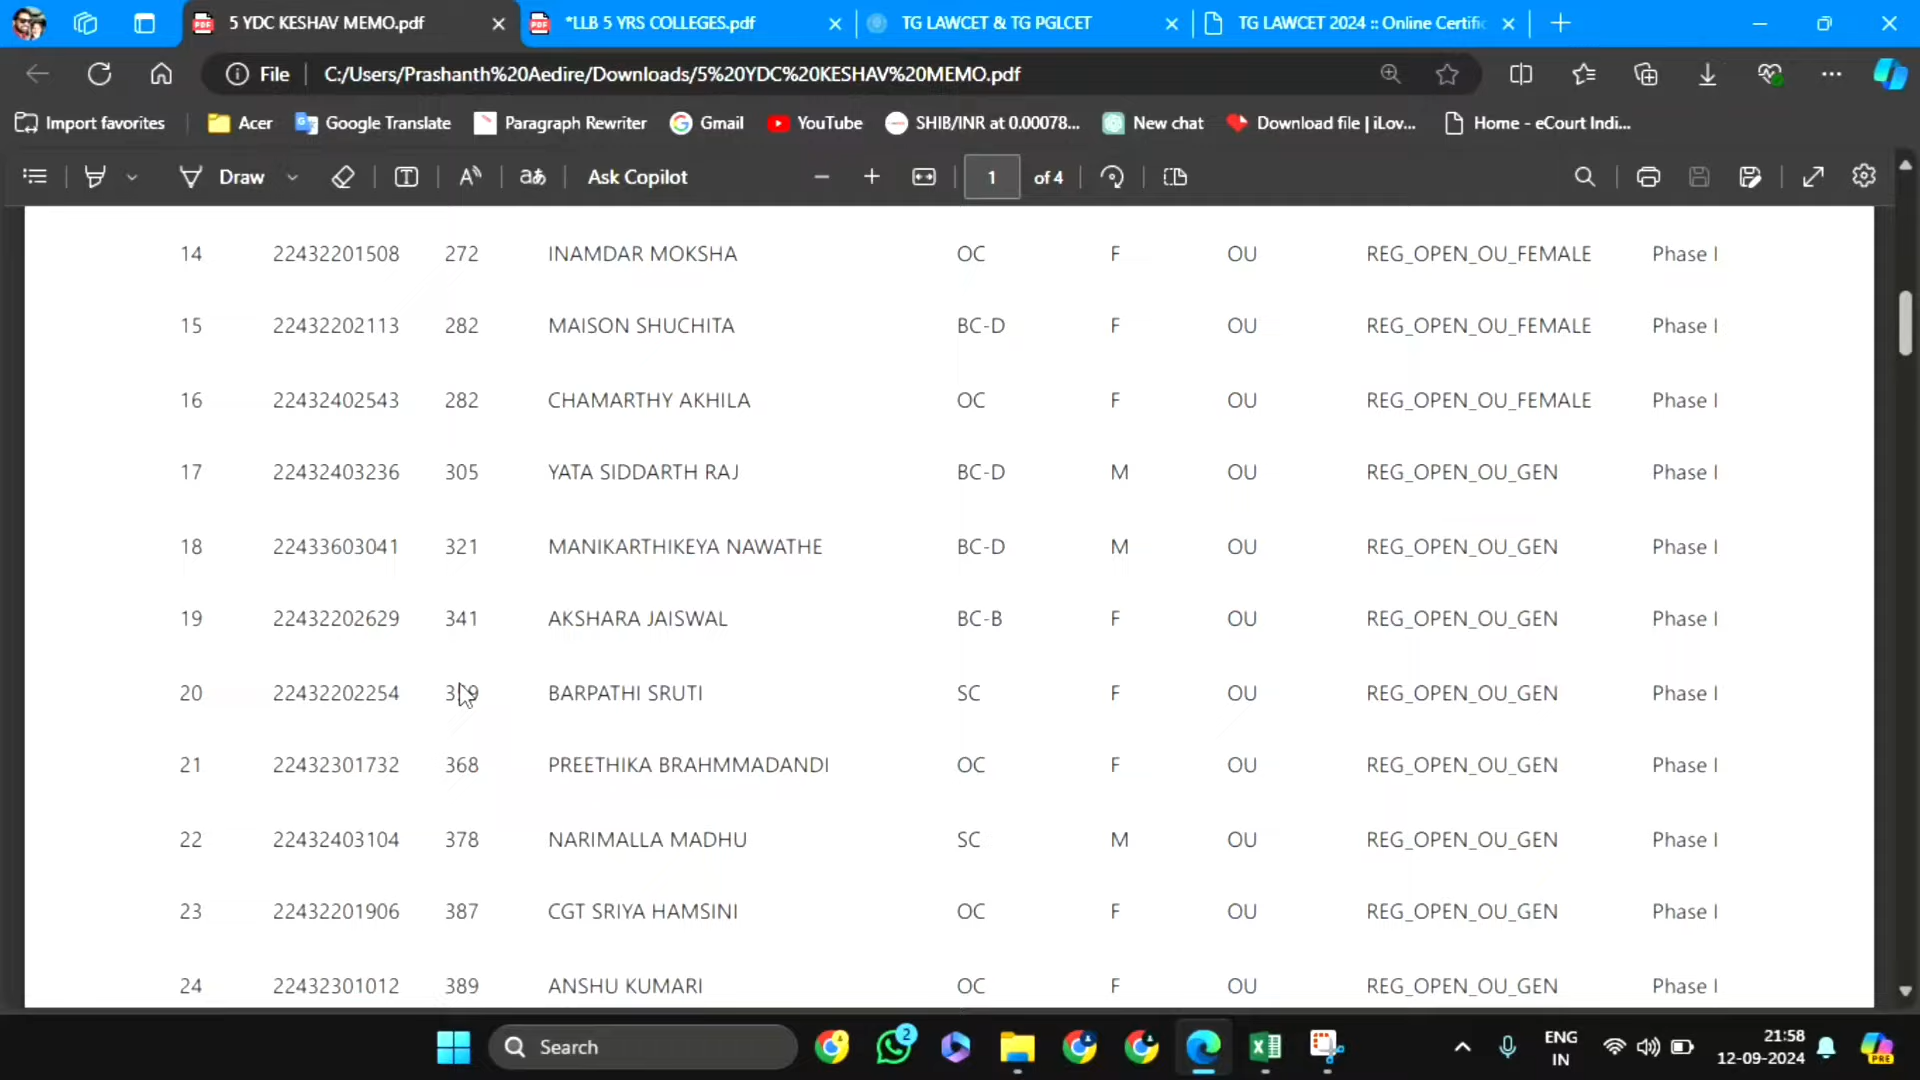 5 YDC KESHAV MEMO.pdf
*LLB 5 YRS COLLEGES.pdf
TG LAWCET & TG PGLCET
TG LAWCET 2024 :: Online Certific
File
C:/Users/Prashanth%20Aedire/Downloads/5%20YDC%20KESHAV%20MEMO.pdf
Import favorites
Acer
Google Translate
Paragraph Rewriter
Gmail
YouTube
SHIB/INR at 0.00078...
New chat
Download file | iLov...
Home - eCourt Indi...
Draw
Ask Copilot
1 of 4
14 22432201508 272 INAMDAR MOKSHA OC F OU REG_OPEN_OU_FEMALE Phase I
15 22432202113 282 MAISON SHUCHITA BC-D F OU REG_OPEN_OU_FEMALE Phase I
16 22432402543 282 CHAMARTHY AKHILA OC F OU REG_OPEN_OU_FEMALE Phase I
17 22432403236 305 YATA SIDDARTH RAJ BC-D M OU REG_OPEN_OU_GEN Phase I
18 22433603041 321 MANIKARTHIKEYA NAWATHE BC-D M OU REG_OPEN_OU_GEN Phase I
19 22432202629 341 AKSHARA JAISWAL BC-B F OU REG_OPEN_OU_GEN Phase I
20 22432202254 BARPATHI SRUTI SC F OU REG_OPEN_OU_GEN Phase I
21 22432301732 368 PREETHIKA BRAHMMADANDI OC F OU REG_OPEN_OU_GEN Phase I
22 22432403104 378 NARIMALLA MADHU SC M OU REG_OPEN_OU_GEN Phase I
23 22432201906 387 CGT SRIYA HAMSINI OC F OU REG_OPEN_OU_GEN Phase I
24 22432301012 389 ANSHU KUMARI OC F OU REG_OPEN_OU_GEN Phase I
Search
2
ENG
IN
21:58
12-09-2024
PRE